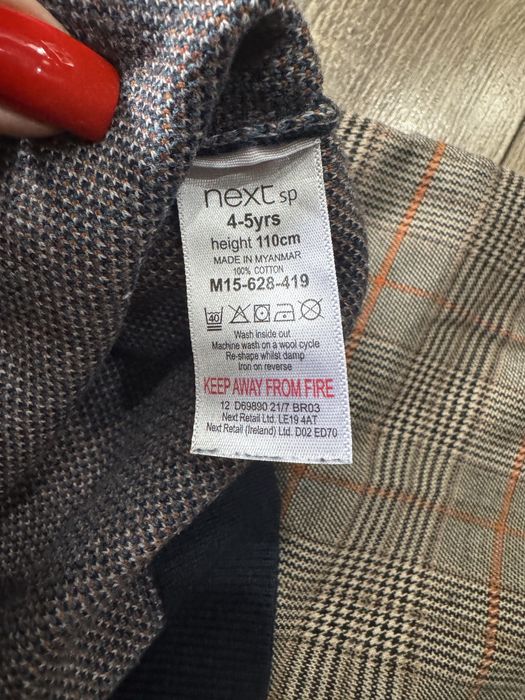 next sp
4-5yrs
height 110cm
MADE IN MYANMAR
100% COTTON
M15-628-419
40
Wash inside out
Machine wash on a wool cycle
Re-shape whilst damp
Iron on reverse
KEEP AWAY FROM FIRE
12 D69890 21/7 BR03
Next Retail Ltd. LE19 4AT
Next Retail (Ireland) Ltd. D02 ED70